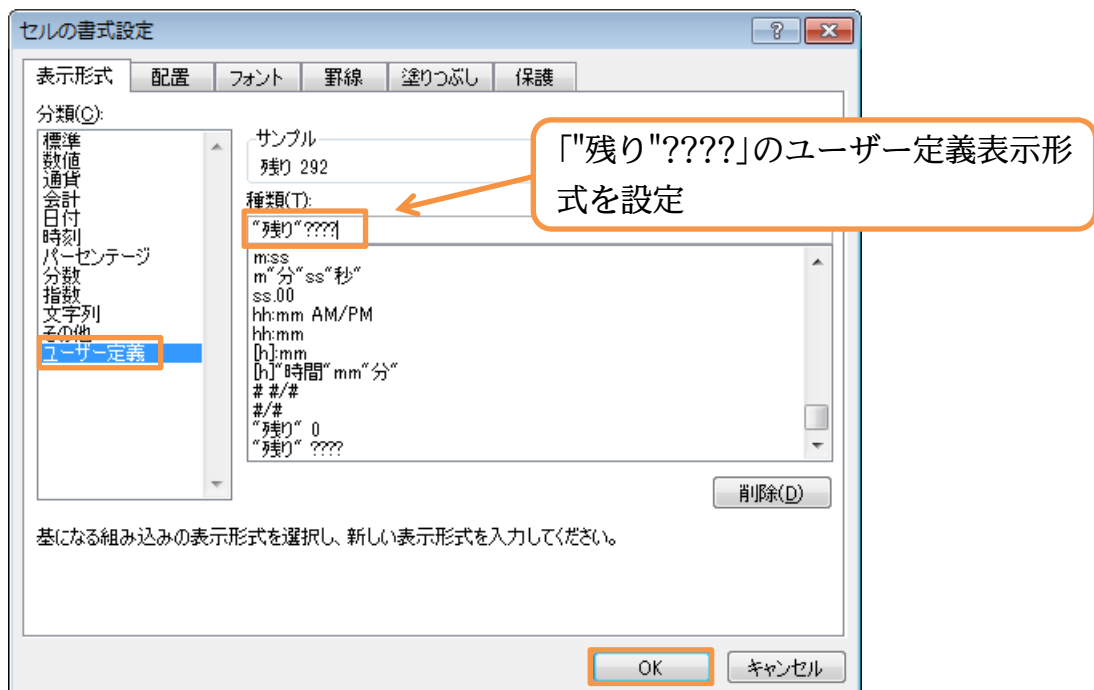 セルの書式設定
表示形式 配置 フォント 罫線 塗りつぶし 保護
分類(C):
標準
数値
通貨
会計
日付
時刻
パーセンテージ
分数
指数
文字列
その他
ユーザー定義
サンプル
残り 292
種類(T):
"残り"????
m:ss
m"分"ss"秒"
ss.00
hh:mm AM/PM
hh:mm
[h]:mm
[h]"時間"mm"分"
# #/#
#/#
"残り" 0
"残り" ????
「"残り"????」のユーザー定義表示形
式を設定
削除(D)
基になる組み込みの表示形式を選択し、新しい表示形式を入力してください。
OK キャンセル